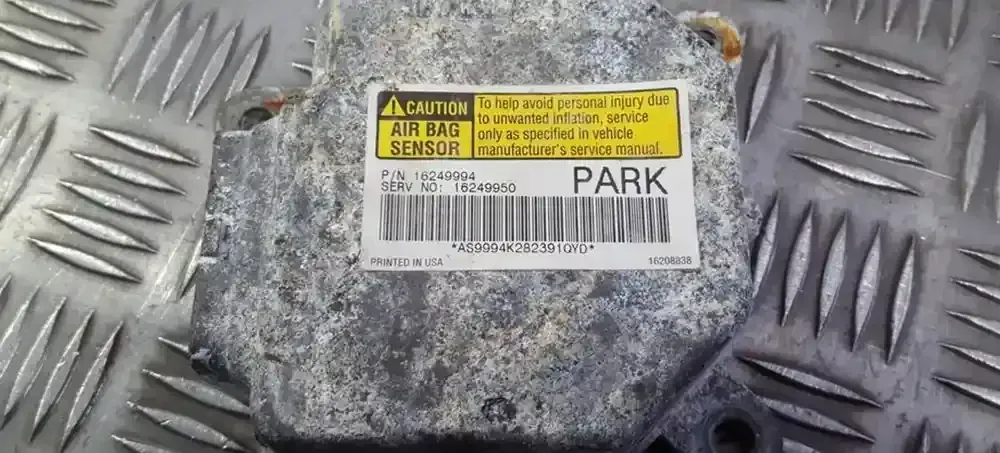 CAUTION
AIR BAG
SENSOR
To help avoid personal injury due
to unwanted inflation, service
only as specified in vehicle
manufacturer's service manual.
P/N 16249994
SERV NO: 16249950
PARK
*AS9994K282391QYD*
PRINTED IN USA
16208838